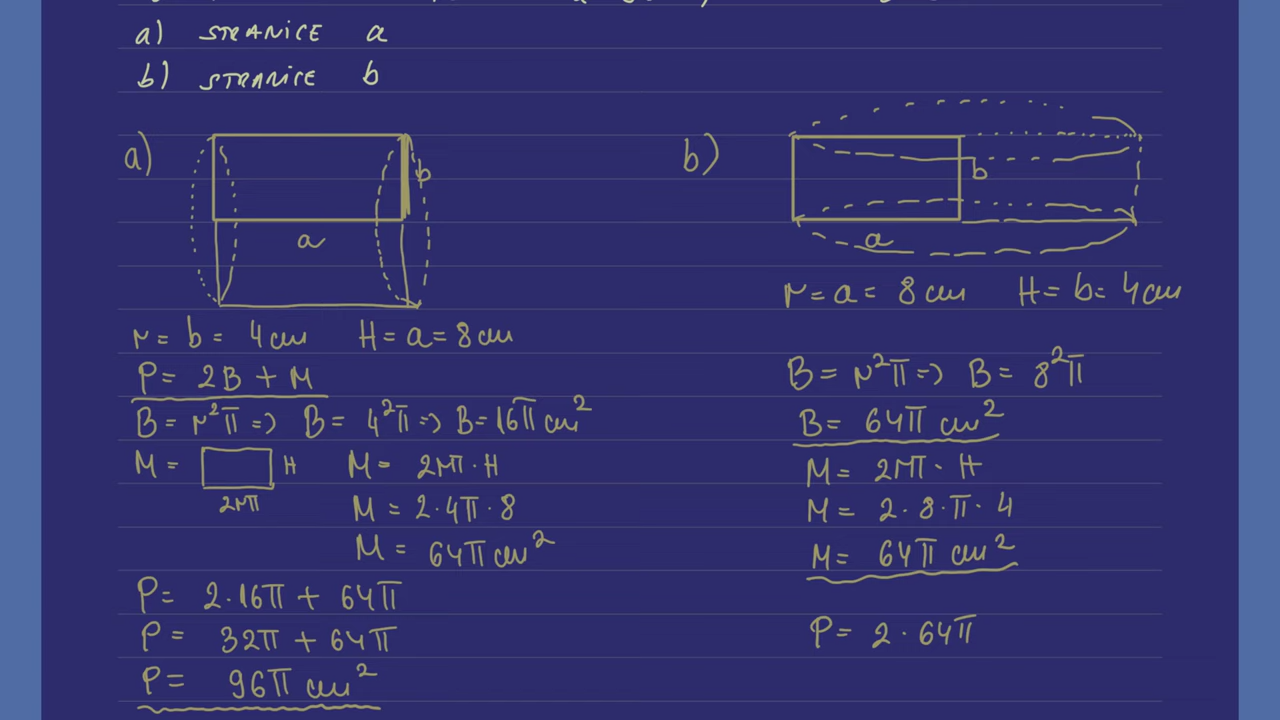 a) STRANICE a
b) STRANICE b
a)
b
a
r = b = 4 cm H = a = 8 cm
P = 2B + M
B = r²π => B = 4²π => B = 16π cm²
M = H M = 2rπ · H
2rπ
M = 2·4π·8
M = 64π cm²
P = 2·16π + 64π
P = 32π + 64π
P = 96π cm²
b)
b
a
r = a = 8 cm H = b = 4 cm
B = r²π => B = 8²π
B = 64π cm²
M = 2rπ · H
M = 2·8·π·4
M = 64π cm²
P = 2·64π